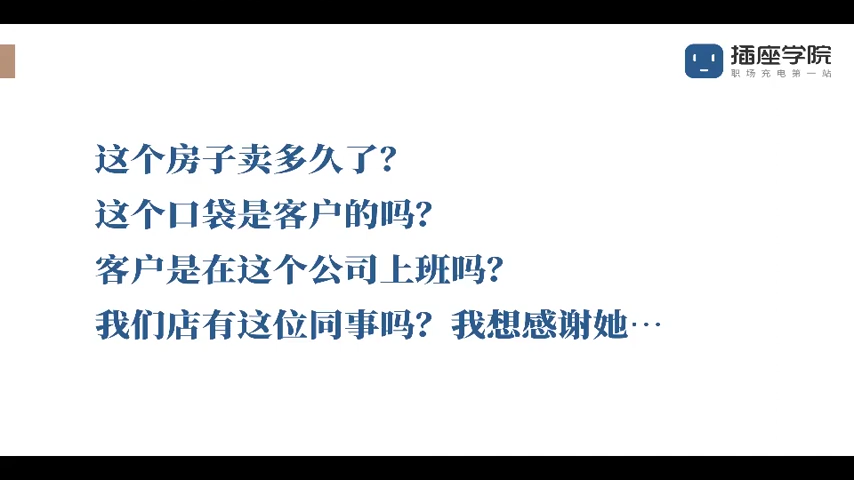 插座学院
职场充电第一站
这个房子卖多久了?
这个口袋是客户的吗?
客户是在这个公司上班吗?
我们店有这位同事吗? 我想感谢她…